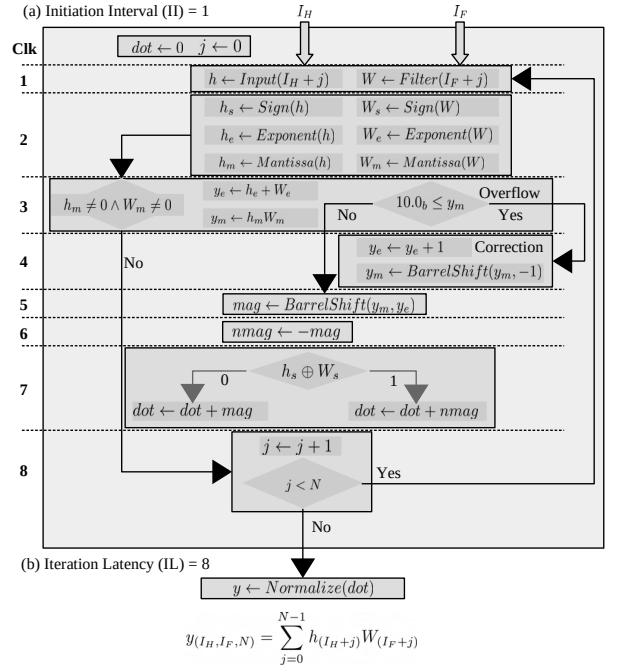 (a) Initiation Interval (II) = 1
I_H
I_F
Clk
dot ← 0 j ← 0
1
h ← Input(I_H + j) W ← Filter(I_F + j)
2
h_s ← Sign(h) W_s ← Sign(W)
h_e ← Exponent(h) W_e ← Exponent(W)
h_m ← Mantissa(h) W_m ← Mantissa(W)
3
h_m ≠ 0 ∧ W_m ≠ 0
y_e ← h_e + W_e
y_m ← h_m W_m
10.0_b ≤ y_m
Overflow
No
Yes
4
y_e ← y_e + 1 Correction
y_m ← BarrelShift(y_m, −1)
No
5
mag ← BarrelShift(y_m, y_e)
6
nmag ← −mag
7
h_s ⊕ W_s
0
1
dot ← dot + mag
dot ← dot + nmag
8
j ← j + 1
j < N
Yes
No
(b) Iteration Latency (IL) = 8
y ← Normalize(dot)
y_{(I_H,I_F,N)} = \sum_{j=0}^{N−1} h_{(I_H+j)} W_{(I_F+j)}